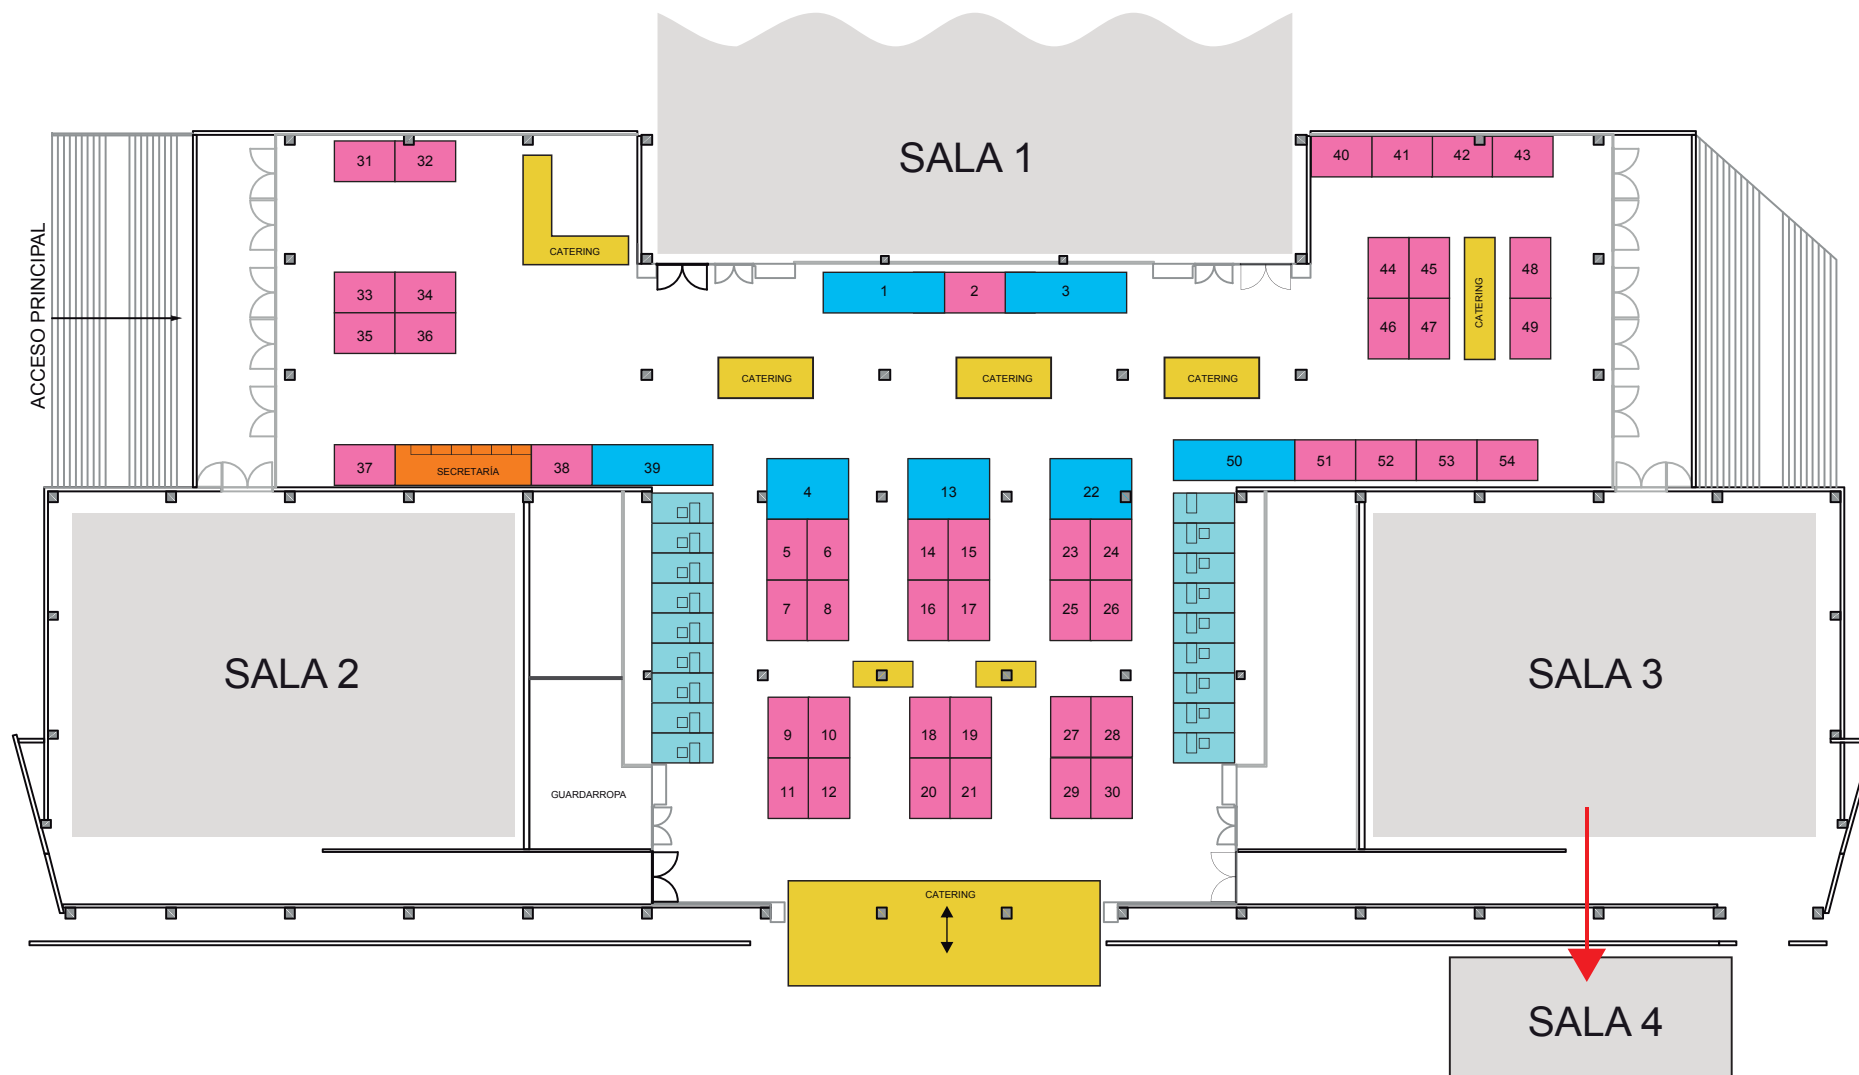 SALA 1
31 32
40 41 42 43
CATERING
ACCESO PRINCIPAL
33 34
35 36
1 2 3
44 45
46 47
CATERING
48
49
CATERING
CATERING
CATERING
37 SECRETARÍA 38 39
50 51 52 53 54
4 13 22
5 6 14 15 23 24
7 8 16 17 25 26
SALA 2
SALA 3
9 10 18 19 27 28
11 12 20 21 29 30
GUARDARROPA
CATERING
SALA 4